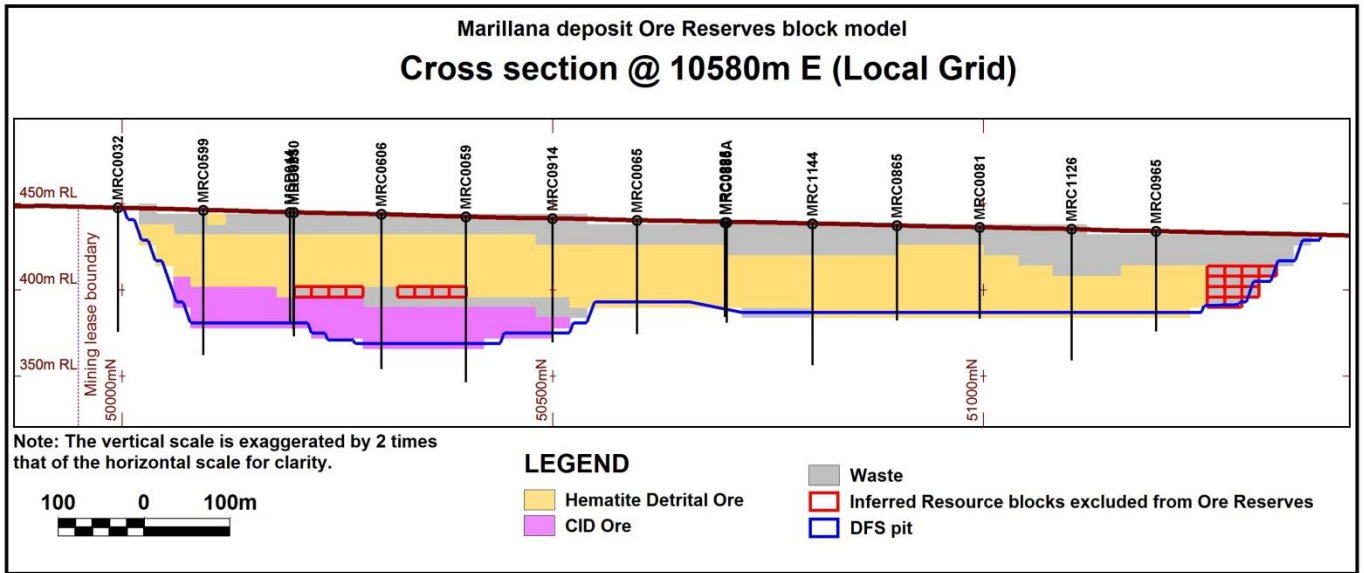 Marillana deposit Ore Reserves block model
Cross section @ 10580m E (Local Grid)
MRC0032
MRC0599
MRC0606
MRC0059
MRC0914
MRC0065
MRC1144
MRC0865
MRC0081
MRC1126
MRC0965
450m RL
400m RL
350m RL
Mining lease boundary
50000mN
50500mN
51000mN
Note: The vertical scale is exaggerated by 2 times
that of the horizontal scale for clarity.
100 0 100m
LEGEND
Hematite Detrital Ore
CID Ore
Waste
Inferred Resource blocks excluded from Ore Reserves
DFS pit